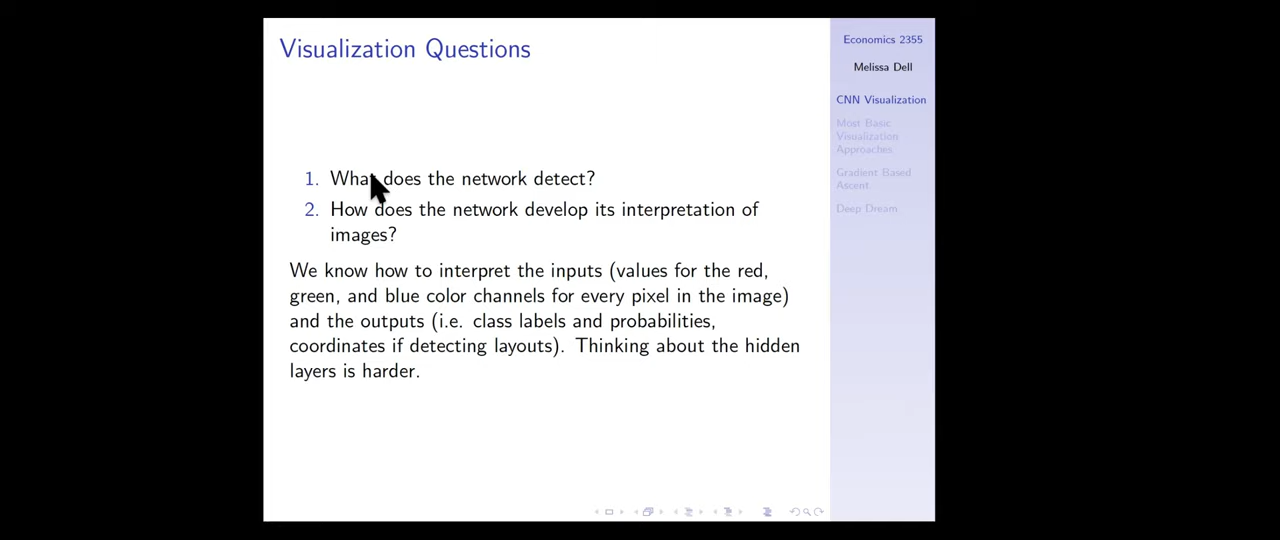 Visualization Questions
1. What does the network detect?
2. How does the network develop its interpretation of
images?
We know how to interpret the inputs (values for the red,
green, and blue color channels for every pixel in the image)
and the outputs (i.e. class labels and probabilities,
coordinates if detecting layouts). Thinking about the hidden
layers is harder.
Economics 2355
Melissa Dell
CNN Visualization
Most Basic
Visualization
Approaches
Gradient Based
Ascent
Deep Dream